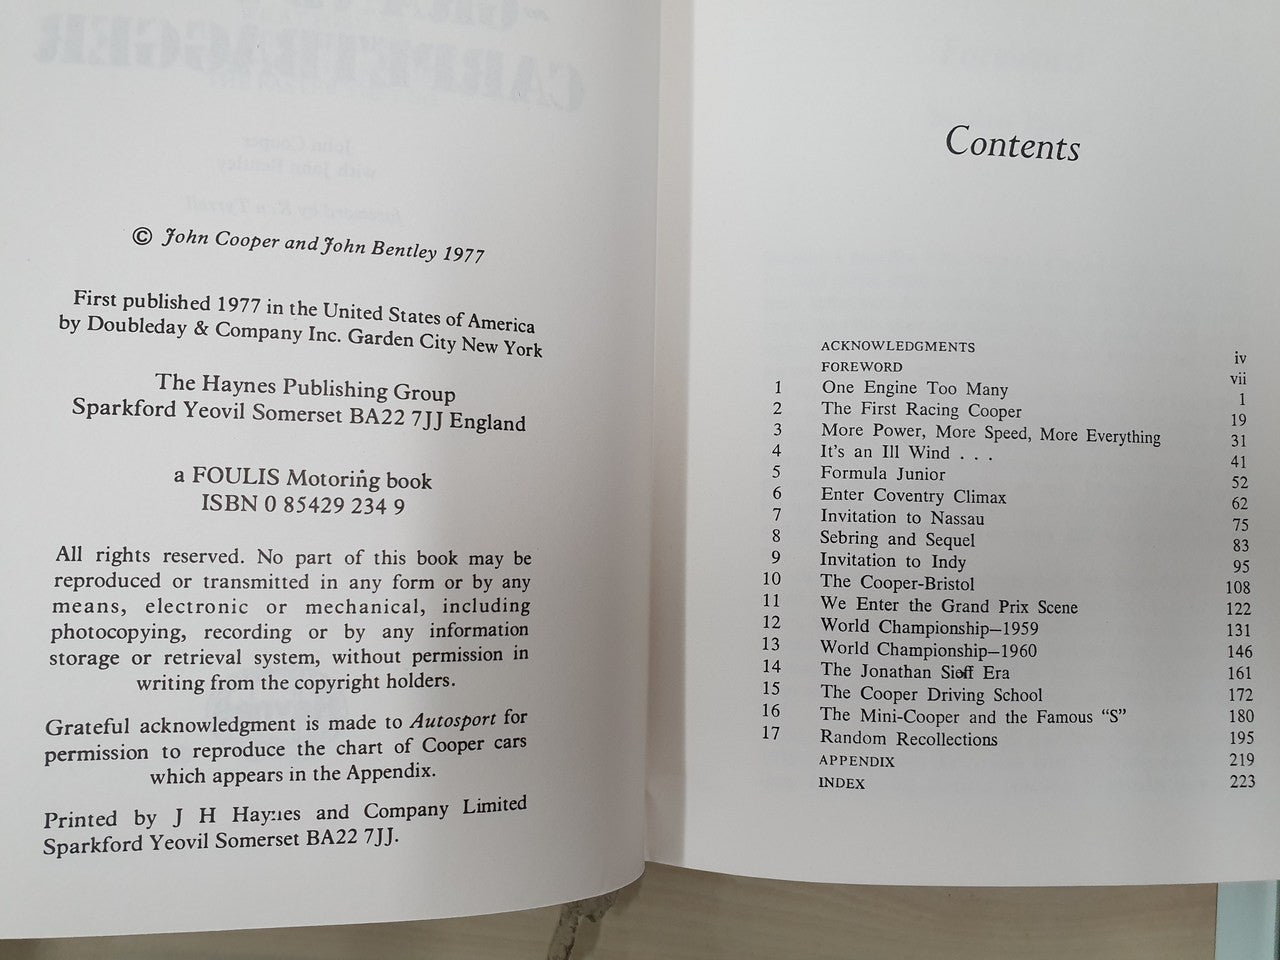 © John Cooper and John Bentley 1977
First published 1977 in the United States of America
by Doubleday & Company Inc. Garden City New York
The Haynes Publishing Group
Sparkford Yeovil Somerset BA22 7JJ England
a FOULIS Motoring book
ISBN 0 85429 234 9
All rights reserved. No part of this book may be
reproduced or transmitted in any form or by any
means, electronic or mechanical, including
photocopying, recording or by any information
storage or retrieval system, without permission in
writing from the copyright holders.
Grateful acknowledgment is made to Autosport for
permission to reproduce the chart of Cooper cars
which appears in the Appendix.
Printed by J H Haynes and Company Limited
Sparkford Yeovil Somerset BA22 7JJ.
Contents
ACKNOWLEDGMENTS iv
FOREWORD vii
1 One Engine Too Many 1
2 The First Racing Cooper 19
3 More Power, More Speed, More Everything 31
4 It's an Ill Wind . . . 41
5 Formula Junior 52
6 Enter Coventry Climax 62
7 Invitation to Nassau 75
8 Sebring and Sequel 83
9 Invitation to Indy 95
10 The Cooper-Bristol 108
11 We Enter the Grand Prix Scene 122
12 World Championship—1959 131
13 World Championship—1960 146
14 The Jonathan Sieff Era 161
15 The Cooper Driving School 172
16 The Mini-Cooper and the Famous “S” 180
17 Random Recollections 195
APPENDIX 219
INDEX 223